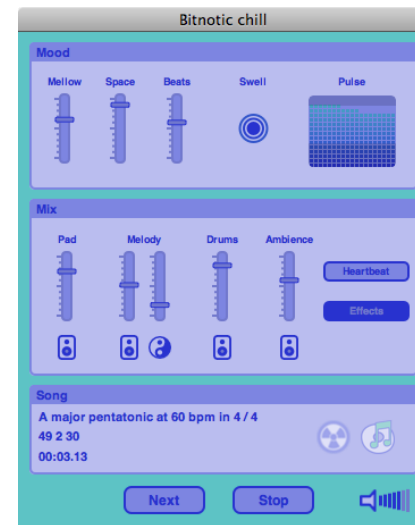 Bitnotic chill
Mood
Mellow Space Beats Swell Pulse
Mix
Pad Melody Drums Ambience
Heartbeat
Effects
Song
A major pentatonic at 60 bpm in 4 / 4
49 2 30
00:03.13
Next Stop